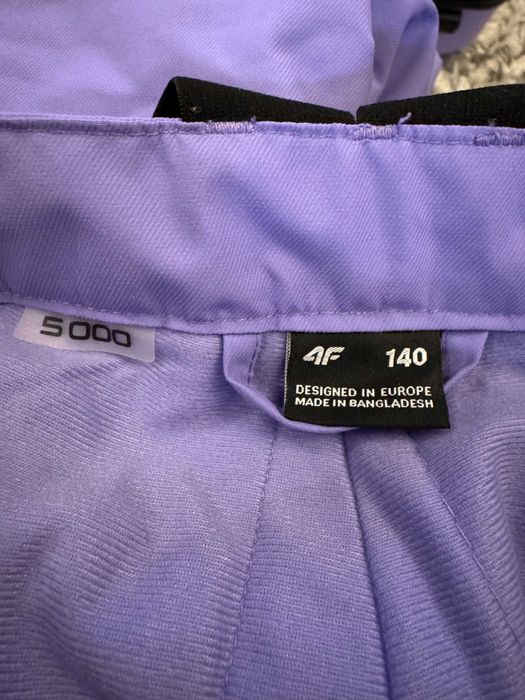 5000
4F 140
DESIGNED IN EUROPE
MADE IN BANGLADESH